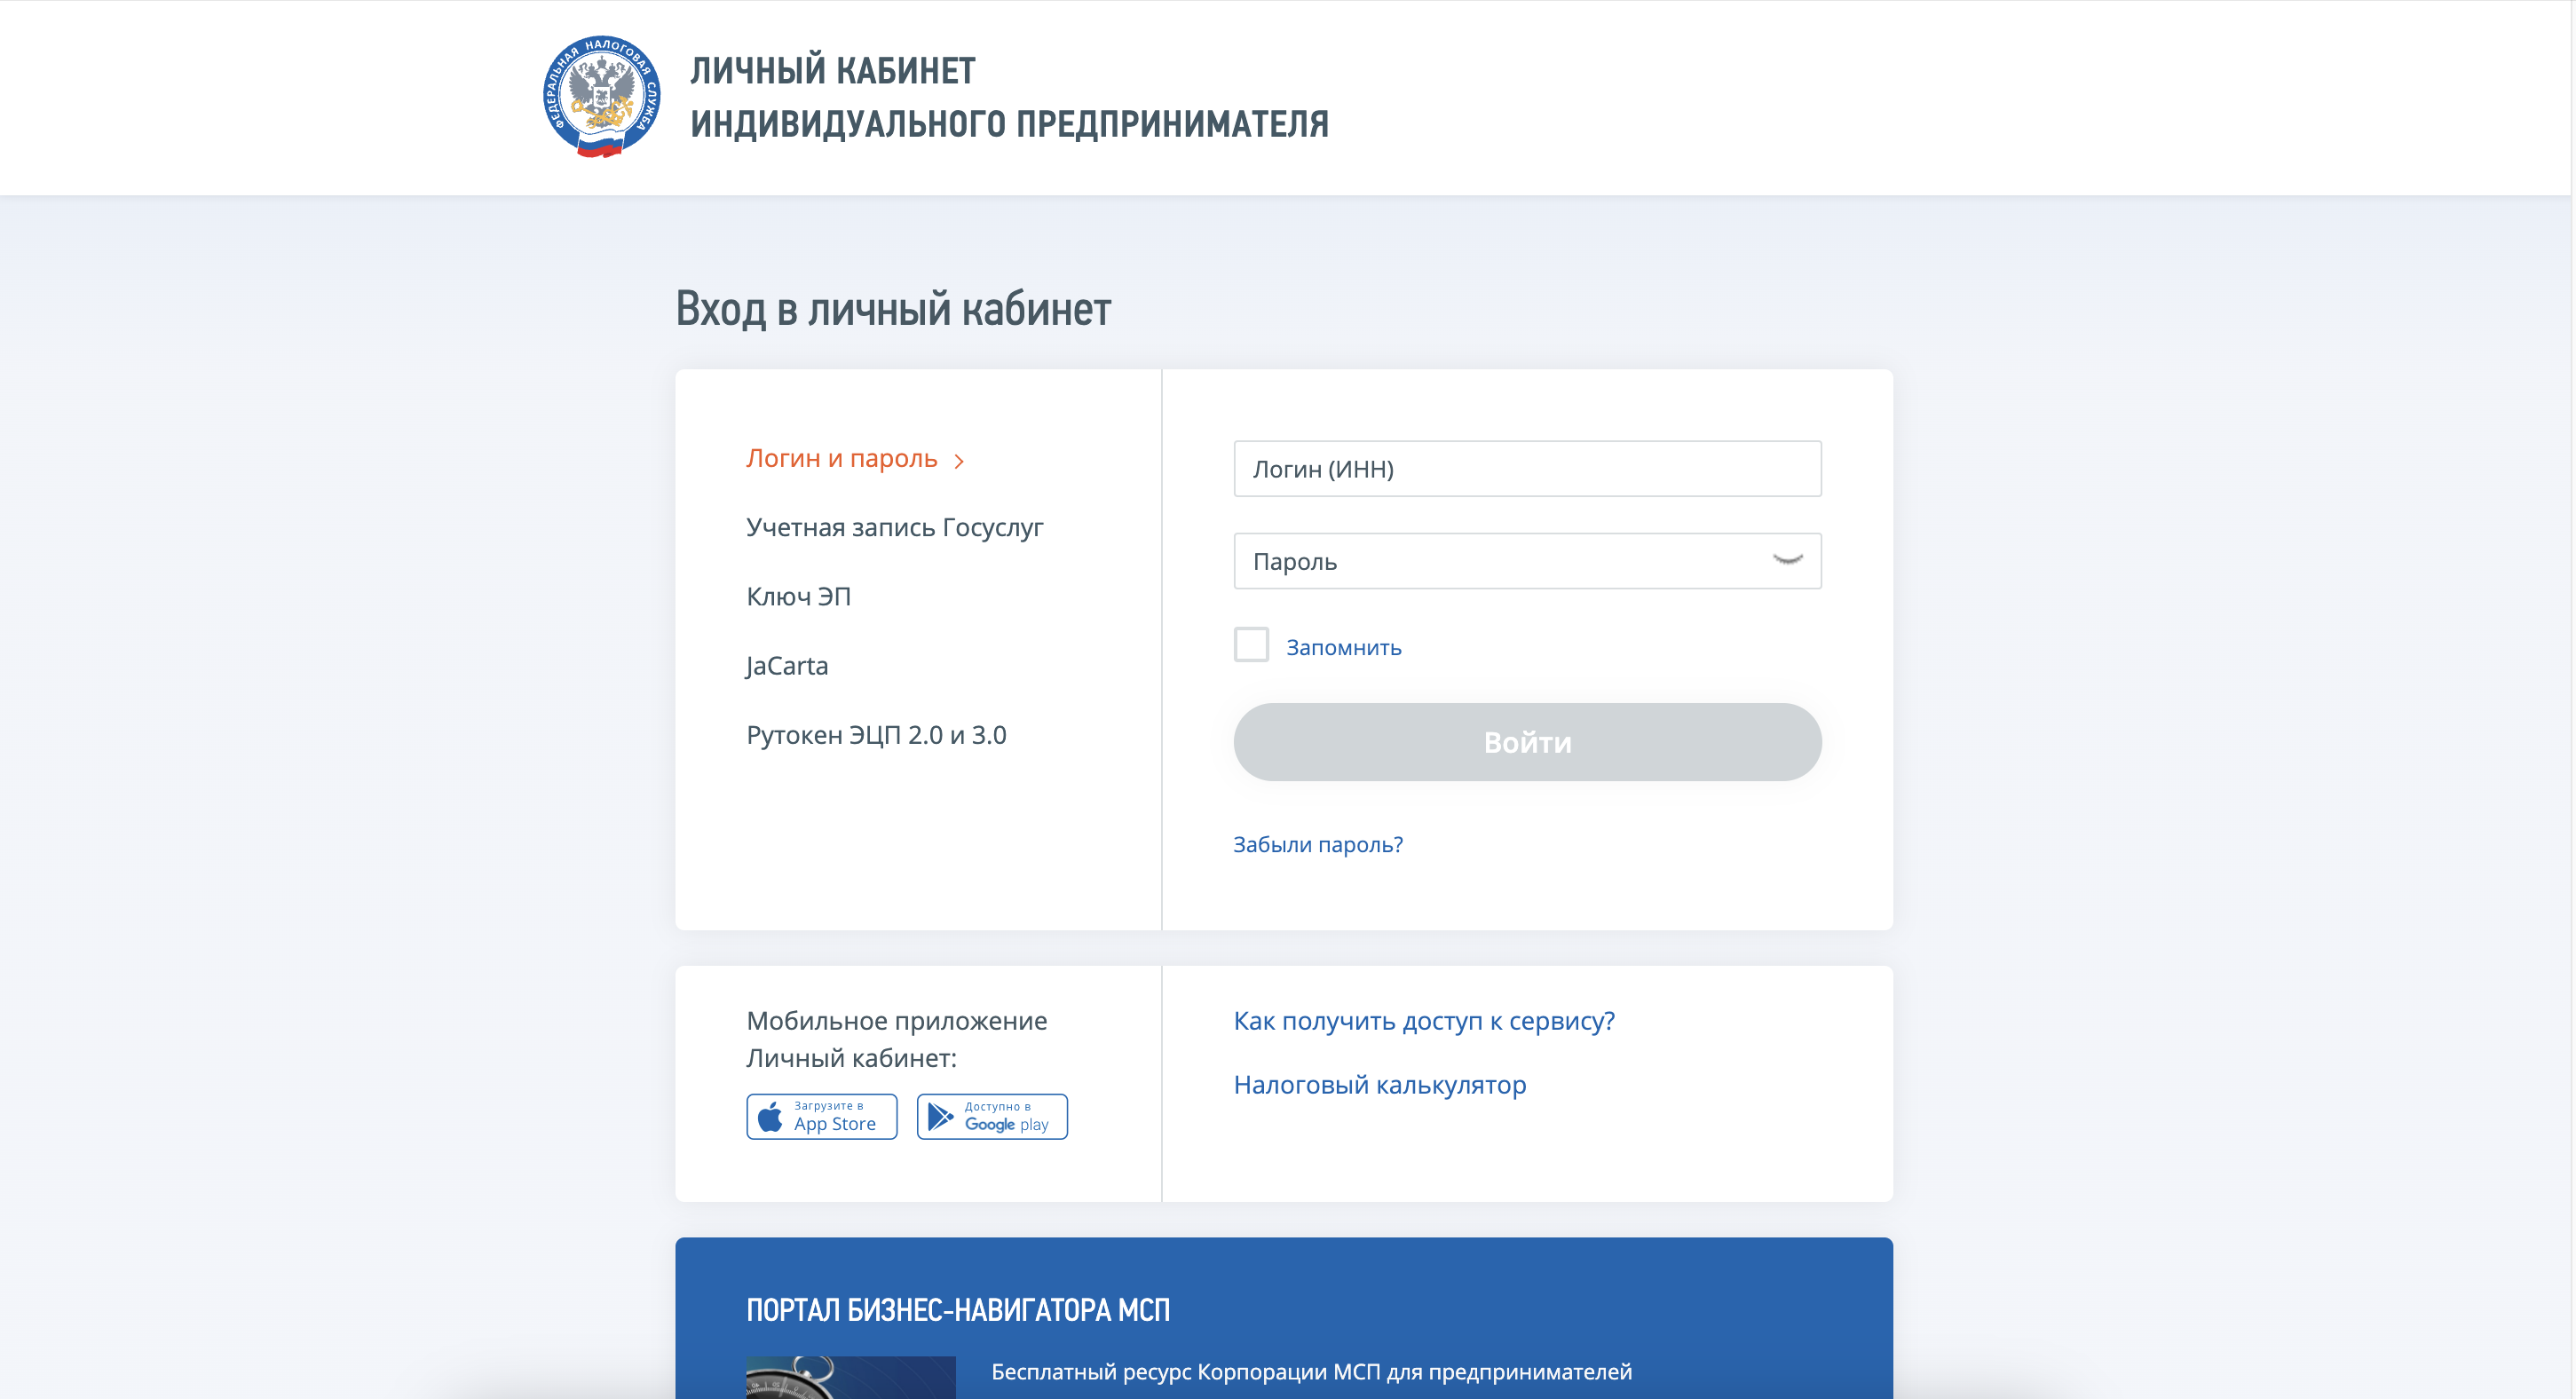 ФЕДЕРАЛЬНАЯ НАЛОГОВАЯ СЛУЖБА
ЛИЧНЫЙ КАБИНЕТ
ИНДИВИДУАЛЬНОГО ПРЕДПРИНИМАТЕЛЯ
Вход в личный кабинет
Логин и пароль
Учетная запись Госуслуг
Ключ ЭП
JaCarta
Рутокен ЭЦП 2.0 и 3.0
Логин (ИНН)
Пароль
Запомнить
Войти
Забыли пароль?
Мобильное приложение
Личный кабинет:
Загрузите в
App Store
Доступно в
Google play
Как получить доступ к сервису?
Налоговый калькулятор
ПОРТАЛ БИЗНЕС-НАВИГАТОРА МСП
Бесплатный ресурс Корпорации МСП для предпринимателей